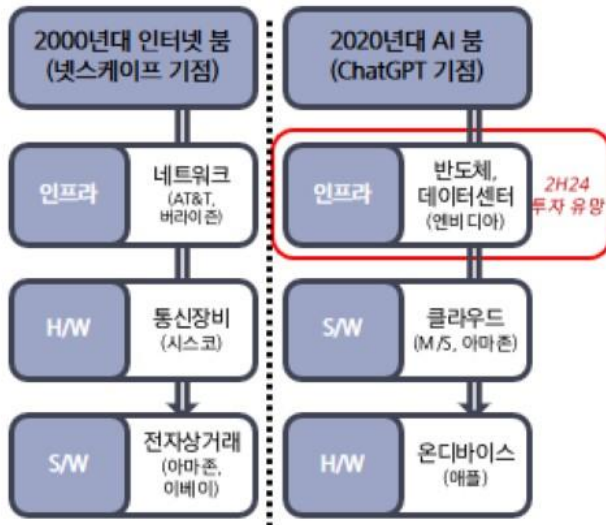 2000년대 인터넷 붐
(넷스케이프 기점)
인프라
네트워크
(AT&T,
버라이즌)
H/W
통신장비
(시스코)
S/W
전자상거래
(아마존,
이베이)
2020년대 AI 붐
(ChatGPT 기점)
인프라
반도체,
데이터센터
(엔비디아)
2H24
투자 유망
S/W
클라우드
(M/S, 아마존)
H/W
온디바이스
(애플)